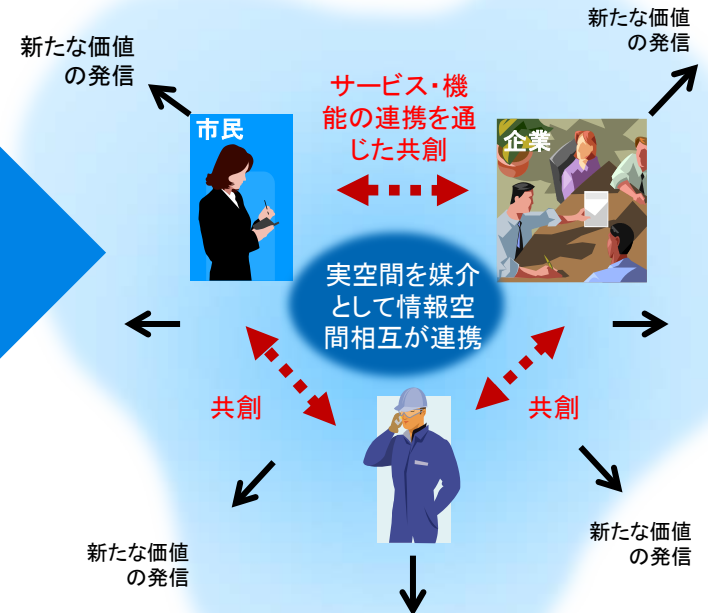 新たな価値
の発信
新たな価値
の発信
サービス・機
能の連携を通
じた共創
市民
企業
実空間を媒介
として情報空
間相互が連携
共創
共創
新たな価値
の発信
新たな価値
の発信